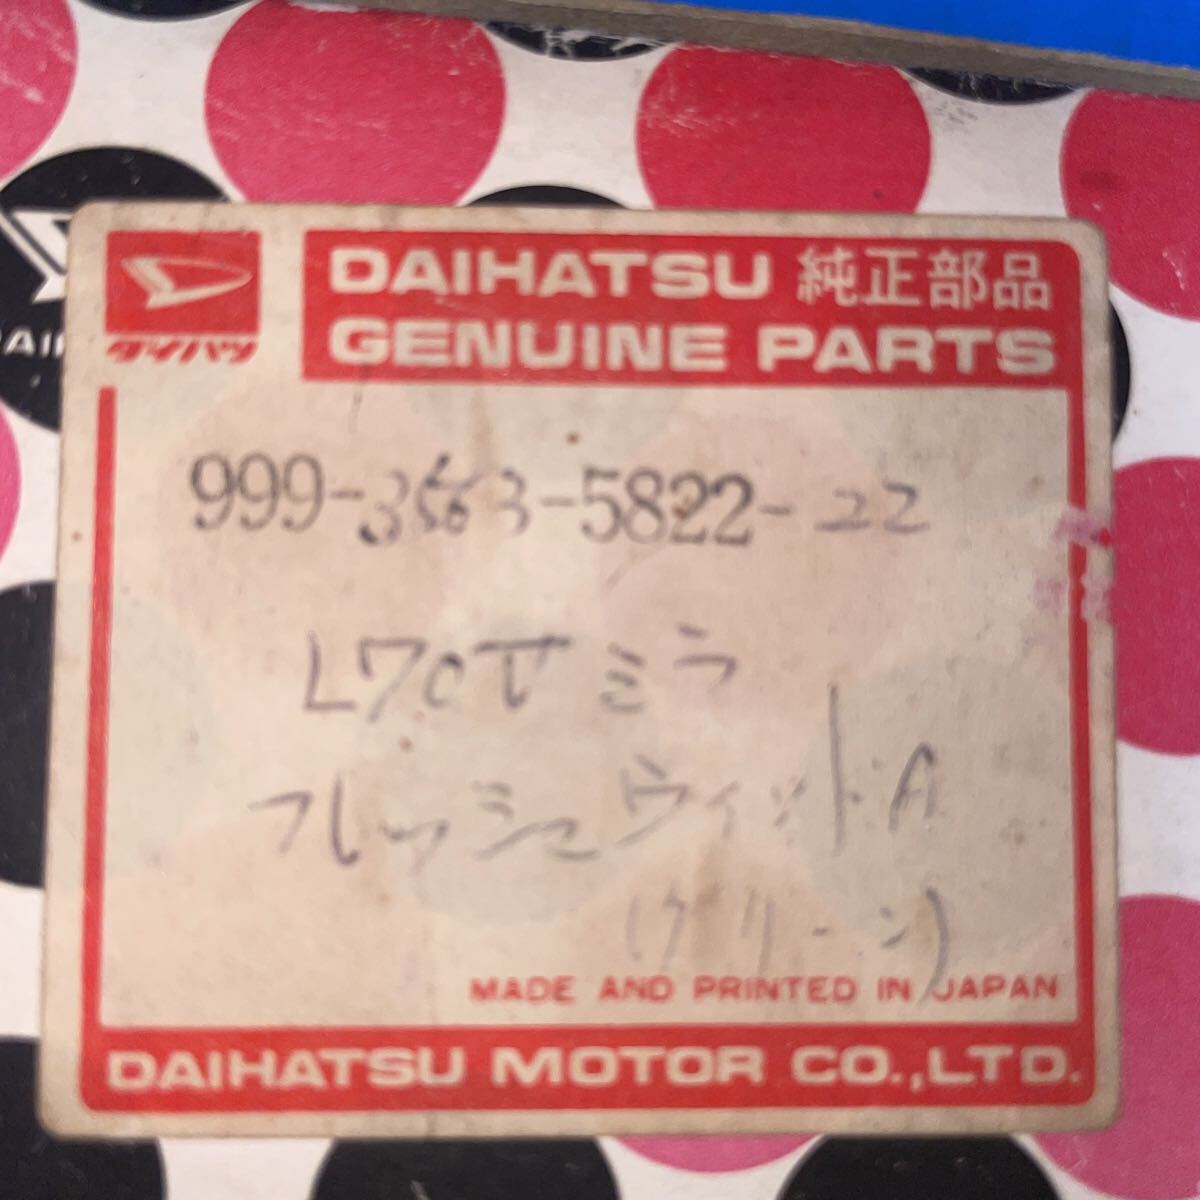 DAIHATSU 純正部品
GENUINE PARTS
ダイハツ
999-3563-5822-22
L70V ミラ
フレッシュウィットA
(グリーン)
MADE AND PRINTED IN JAPAN
DAIHATSU MOTOR CO.,LTD.